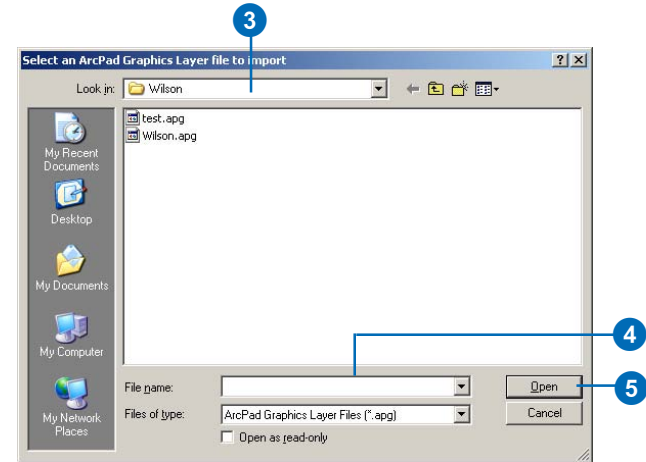 3
Select an ArcPad Graphics Layer file to import
Look in:
Wilson
test.apg
Wilson.apg
My Recent
Documents
Desktop
My Documents
My Computer
My Network
Places
4
File name:
Open
5
Files of type:
ArcPad Graphics Layer Files (*.apg)
Cancel
Open as read-only